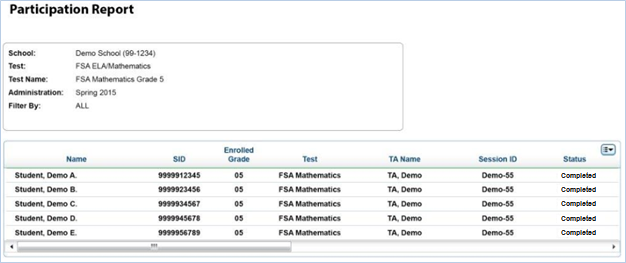 Participation Report
School: Demo School (99-1234)
Test: FSA ELA/Mathematics
Test Name: FSA Mathematics Grade 5
Administration: Spring 2015
Filter By: ALL
Name SID Enrolled Grade Test TA Name Session ID Status
Student, Demo A. 9999912345 05 FSA Mathematics TA, Demo Demo-55 Completed
Student, Demo B. 9999923456 05 FSA Mathematics TA, Demo Demo-55 Completed
Student, Demo C. 9999934567 05 FSA Mathematics TA, Demo Demo-55 Completed
Student, Demo D. 9999945678 05 FSA Mathematics TA, Demo Demo-55 Completed
Student, Demo E. 9999956789 05 FSA Mathematics TA, Demo Demo-55 Completed